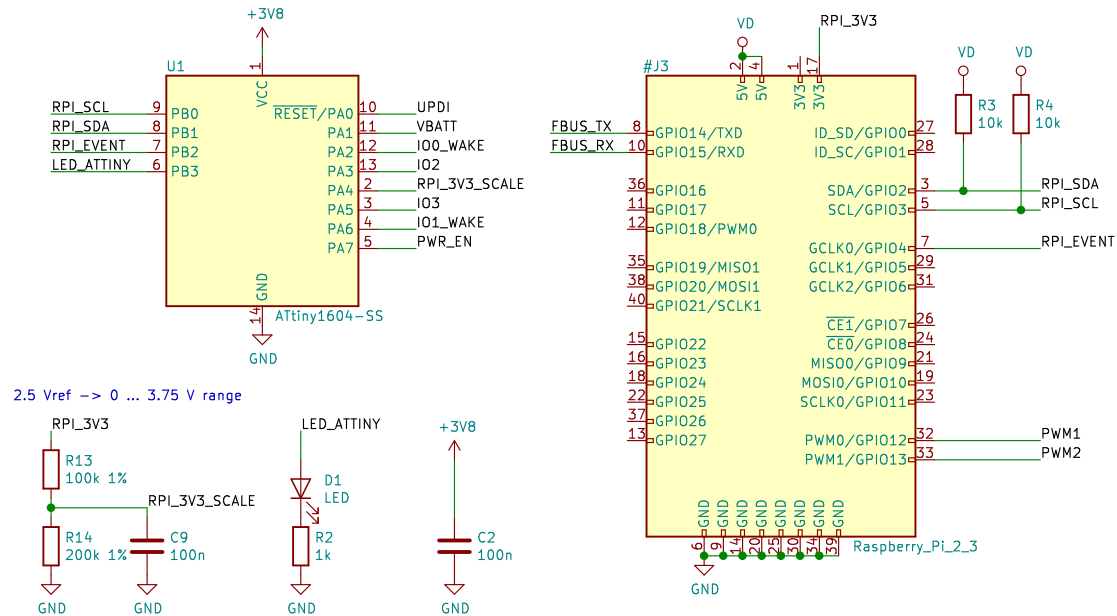 +3V8
U1
1
VCC
RPI_SCL 9 PB0
RPI_SDA 8 PB1
RPI_EVENT 7 PB2
LED_ATTINY 6 PB3
RESET/PA0 10 UPDI
PA1 11 VBATT
PA2 12 IO0_WAKE
PA3 13 IO2
PA4 2 RPI_3V3_SCALE
PA5 3 IO3
PA6 4 IO1_WAKE
PA7 5 PWR_EN
GND
14
ATtiny1604-SS
GND
VD
RPI_3V3
#J3
2 4 1 17
5V 5V 3V3 3V3
FBUS_TX 8 GPIO14/TXD
FBUS_RX 10 GPIO15/RXD
36 GPIO16
11 GPIO17
12 GPIO18/PWM0
35 GPIO19/MISO1
38 GPIO20/MOSI1
40 GPIO21/SCLK1
15 GPIO22
16 GPIO23
18 GPIO24
22 GPIO25
37 GPIO26
13 GPIO27
ID_SD/GPIO0 27
ID_SC/GPIO1 28
SDA/GPIO2 3 RPI_SDA
SCL/GPIO3 5 RPI_SCL
GCLK0/GPIO4 7 RPI_EVENT
GCLK1/GPIO5 29
GCLK2/GPIO6 31
CE1/GPIO7 26
CE0/GPIO8 24
MISO0/GPIO9 21
MOSI0/GPIO10 19
SCLK0/GPIO11 23
PWM0/GPIO12 32 PWM1
PWM1/GPIO13 33 PWM2
GND GND GND GND GND GND GND GND
6 9 14 20 25 30 34 39
Raspberry_Pi_2_3
GND
VD
R3
10k
VD
R4
10k
2.5 Vref -> 0 ... 3.75 V range
RPI_3V3
R13
100k 1%
RPI_3V3_SCALE
R14
200k 1%
GND
C9
100n
GND
LED_ATTINY
D1
LED
R2
1k
GND
+3V8
C2
100n
GND